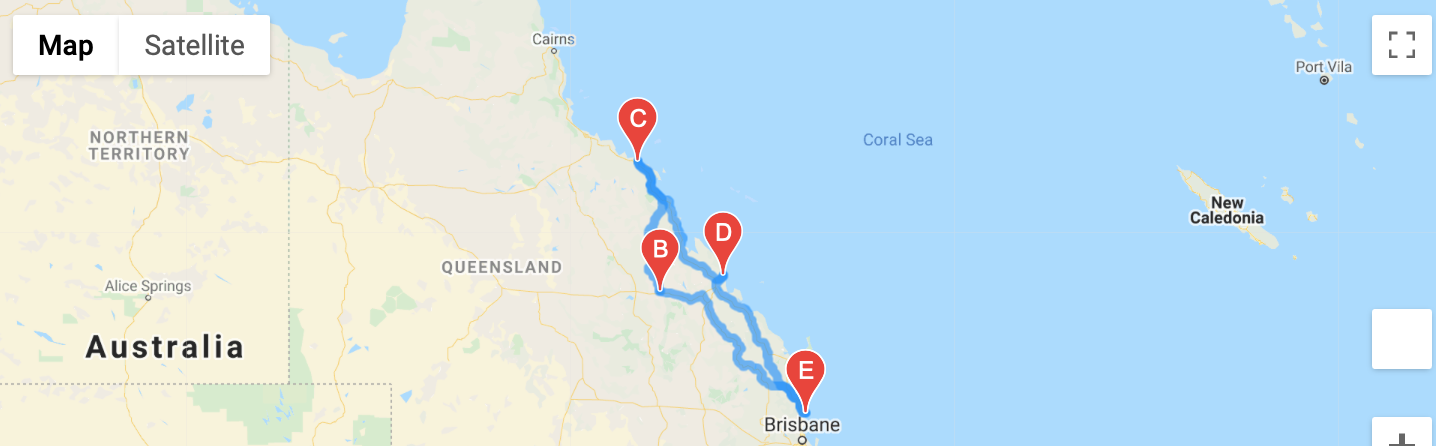 Map Satellite
Cairns
Port Vila
C
NORTHERN
TERRITORY
Coral Sea
New
Caledonia
D
B
QUEENSLAND
Alice Springs
Australia
E
Brisbane